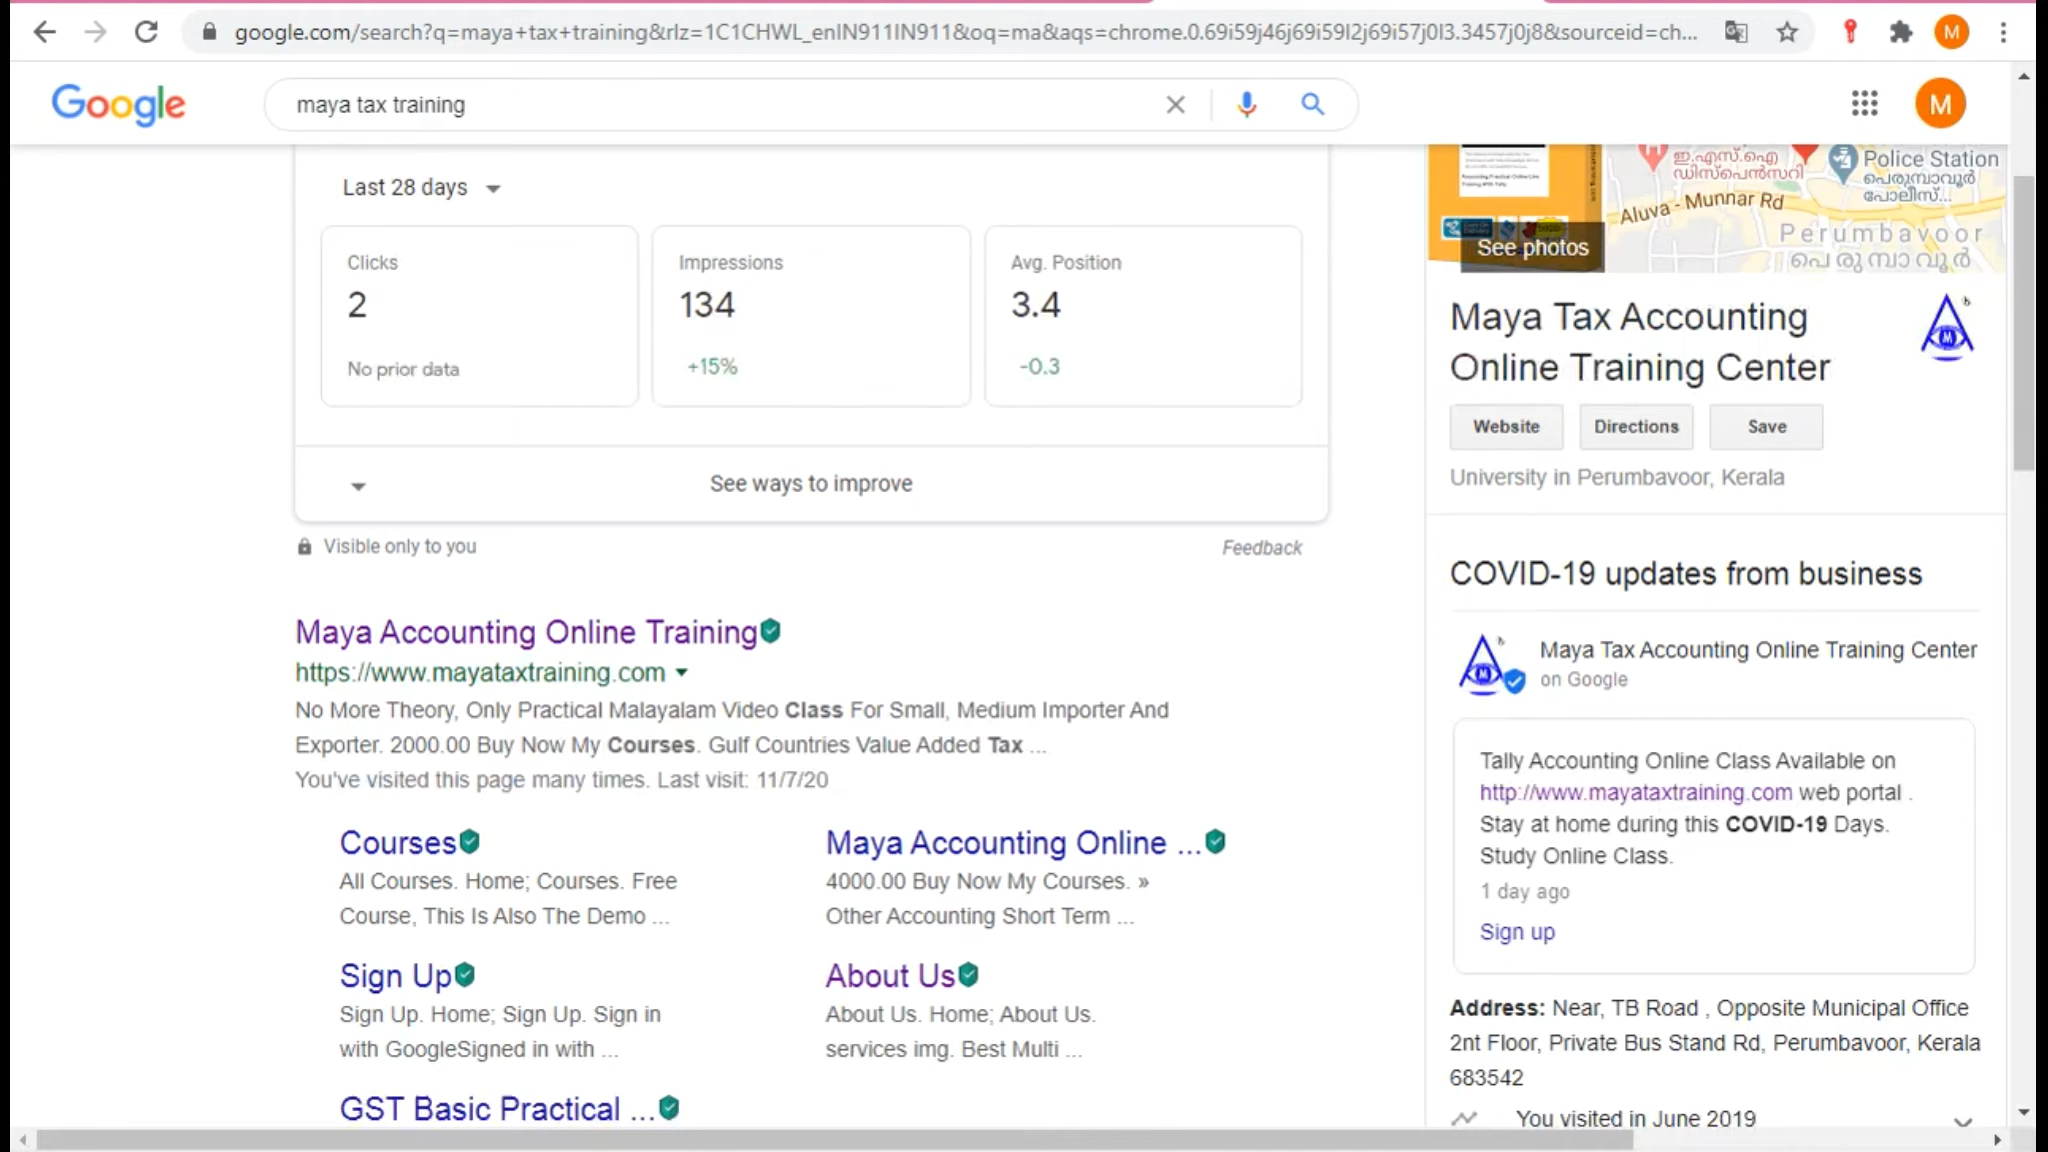 google.com/search?q=maya+tax+training&rlz=1C1CHWL_enIN911IN911&oq=ma&aqs=chrome.0.69i59j46j69i59l2j69i57j0l3.3457j0j8&sourceid=ch...
M
Google
maya tax training
M
Last 28 days
Clicks
2
No prior data
Impressions
134
+15%
Avg. Position
3.4
-0.3
See ways to improve
Visible only to you
Feedback
Maya Accounting Online Training
https://www.mayataxtraining.com
No More Theory, Only Practical Malayalam Video Class For Small, Medium Importer And
Exporter. 2000.00 Buy Now My Courses. Gulf Countries Value Added Tax ...
You've visited this page many times. Last visit: 11/7/20
Courses
All Courses. Home; Courses. Free
Course, This Is Also The Demo ...
Maya Accounting Online ...
4000.00 Buy Now My Courses. »
Other Accounting Short Term ...
Sign Up
Sign Up. Home; Sign Up. Sign in
with GoogleSigned in with ...
About Us
About Us. Home; About Us.
services img. Best Multi ...
GST Basic Practical ...
See photos
ഇ.എസ്.ഐ
ഡിസ്പെൻസറി
Police Station
പെരുമ്പാവൂർ
പോലീസ്...
Aluva - Munnar Rd
Perumbavoor
പെരുമ്പാവൂർ
Maya Tax Accounting
Online Training Center
Website
Directions
Save
University in Perumbavoor, Kerala
COVID-19 updates from business
Maya Tax Accounting Online Training Center
on Google
Tally Accounting Online Class Available on
http://www.mayataxtraining.com web portal .
Stay at home during this COVID-19 Days.
Study Online Class.
1 day ago
Sign up
Address: Near, TB Road , Opposite Municipal Office
2nt Floor, Private Bus Stand Rd, Perumbavoor, Kerala
683542
You visited in June 2019